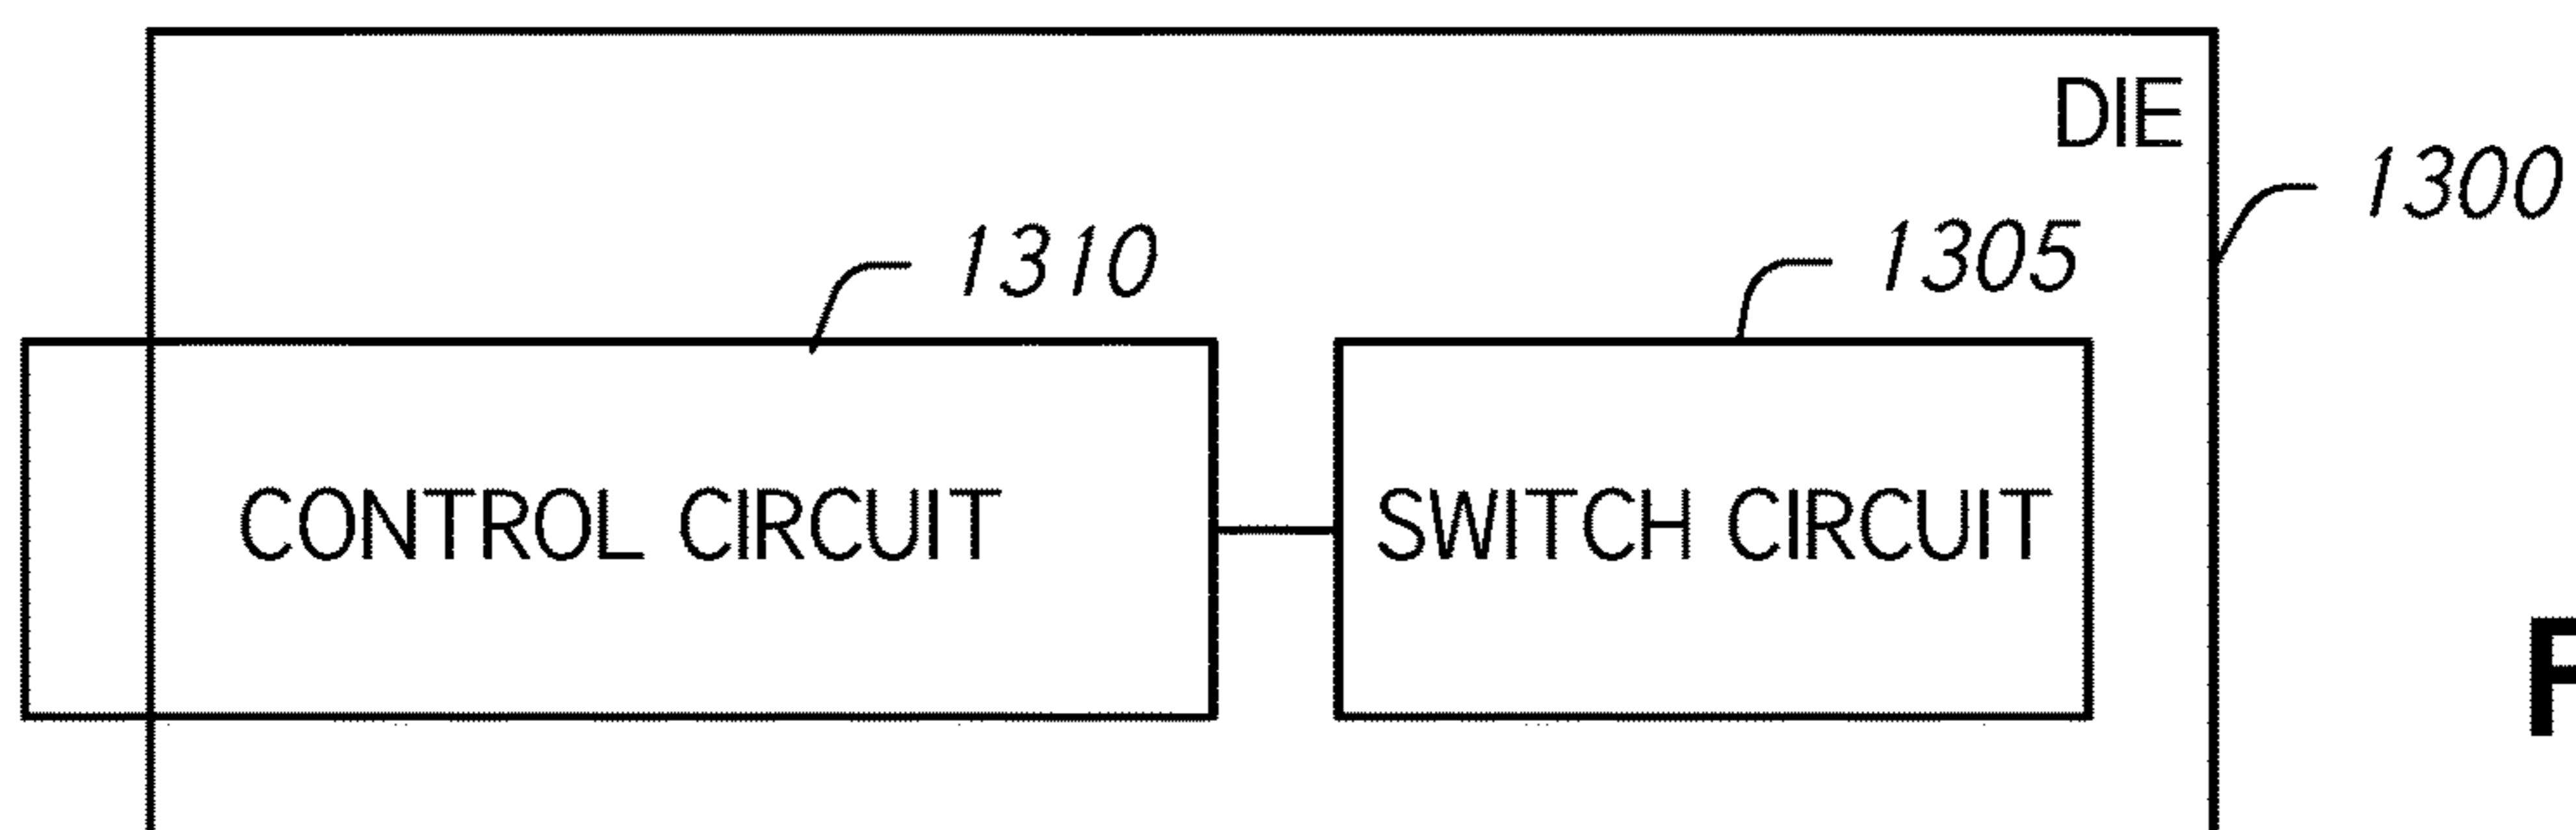 DIE
1300
1310
1305
CONTROL CIRCUIT
SWITCH CIRCUIT